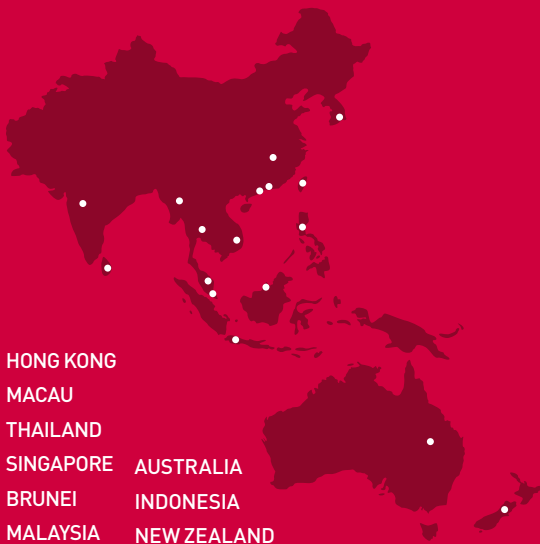 HONG KONG
MACAU
THAILAND
SINGAPORE
BRUNEI
MALAYSIA
AUSTRALIA
INDONESIA
NEW ZEALAND